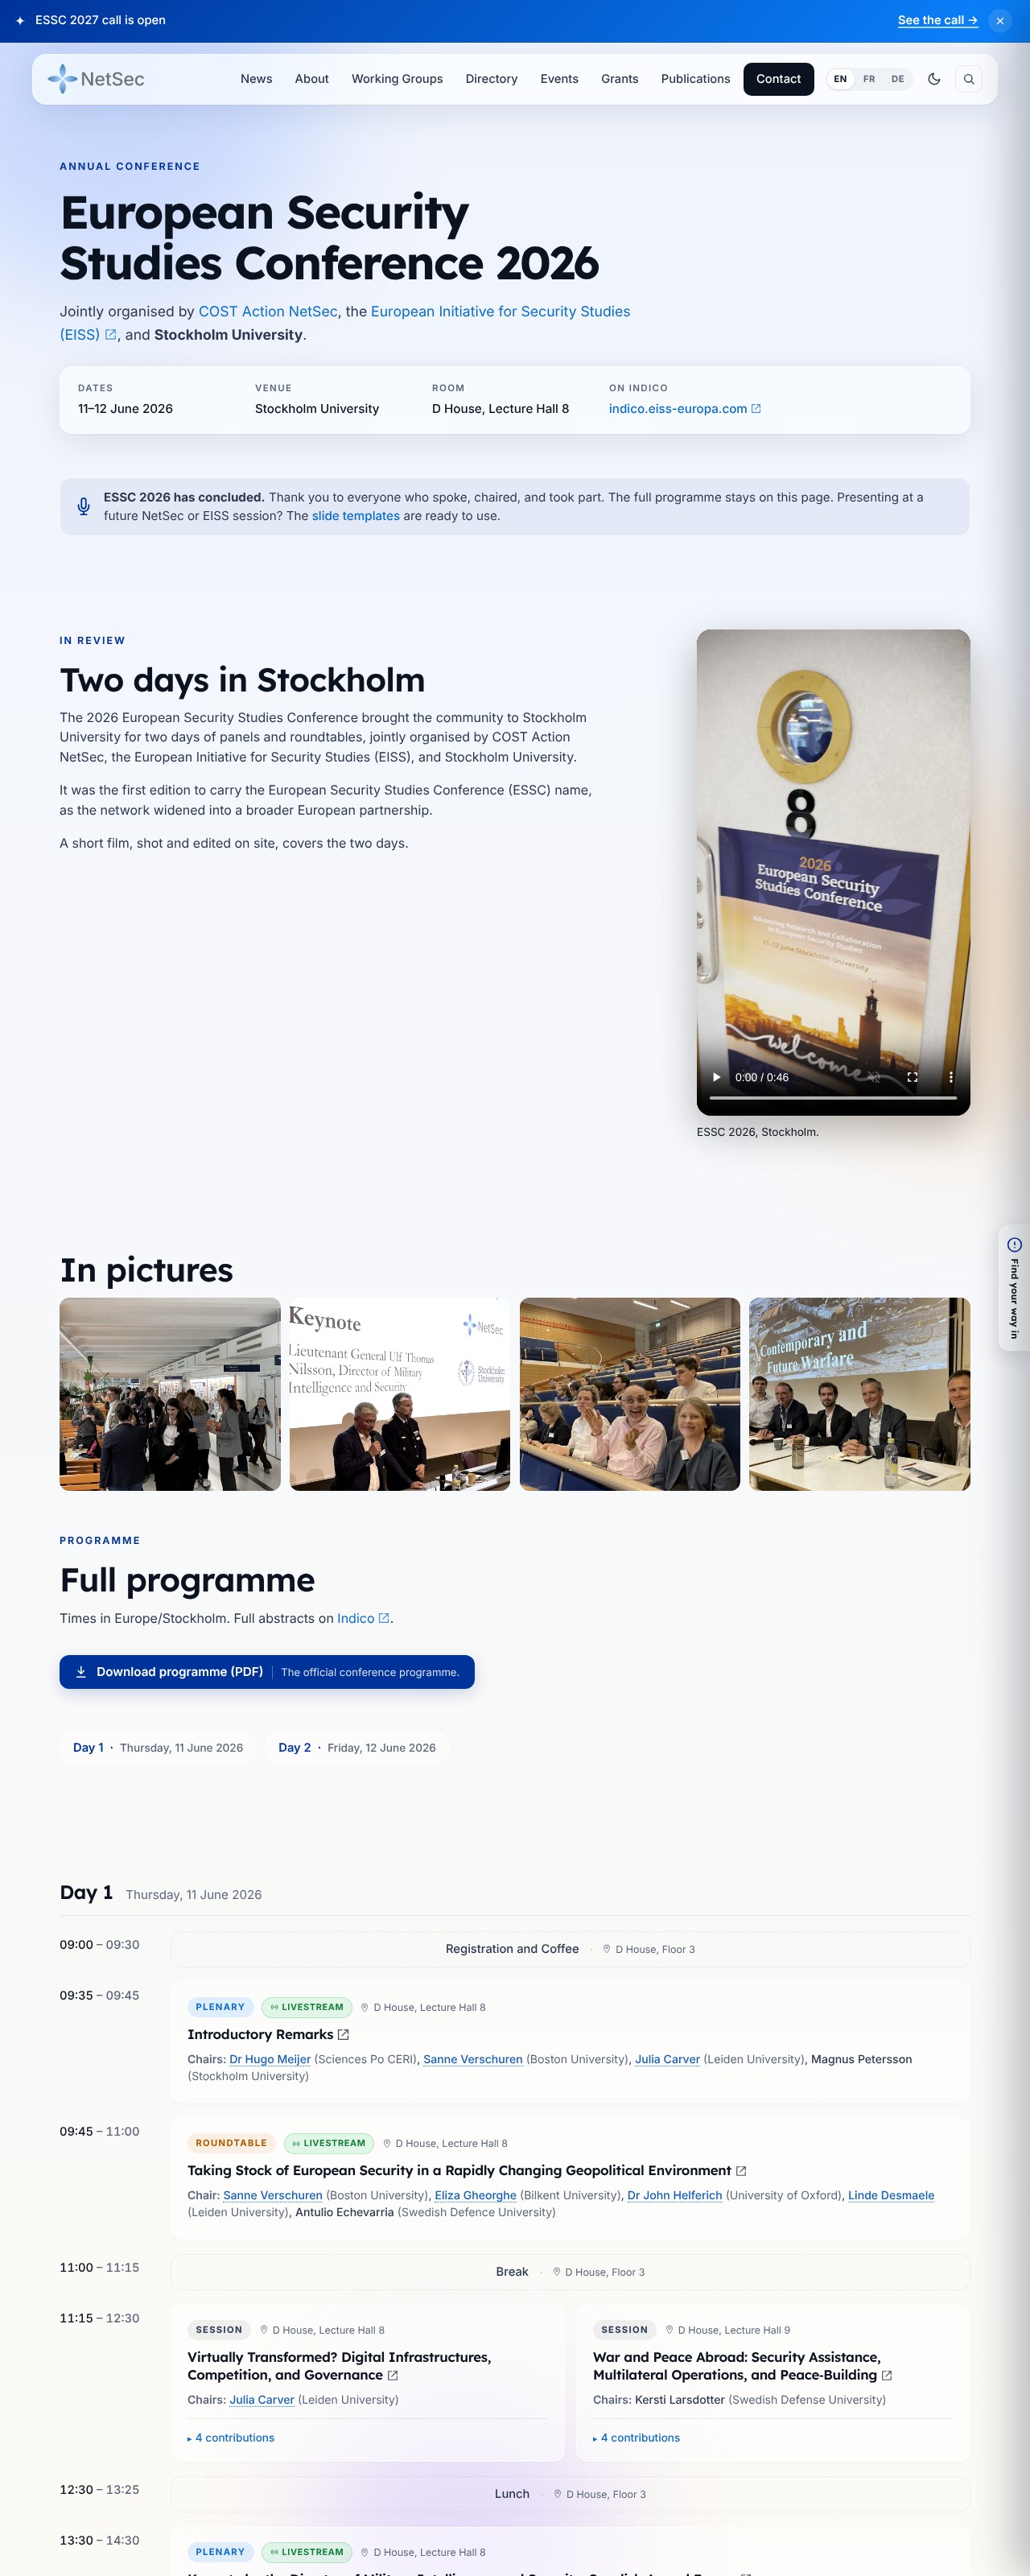 ESSC 2027 call is open
See the call →
NetSec
News
About
Working Groups
Directory
Events
Grants
Publications
Contact
EN
FR
DE
ANNUAL CONFERENCE
European Security
Studies Conference 2026
Jointly organised by COST Action NetSec, the European Initiative for Security Studies
(EISS), and Stockholm University.
DATES
11–12 June 2026
VENUE
Stockholm University
ROOM
D House, Lecture Hall 8
ON INDICO
indico.eiss-europa.com
ESSC 2026 has concluded. Thank you to everyone who spoke, chaired, and took part. The full programme stays on this page. Presenting at a
future NetSec or EISS session? The slide templates are ready to use.
IN REVIEW
Two days in Stockholm
The 2026 European Security Studies Conference brought the community to Stockholm
University for two days of panels and roundtables, jointly organised by COST Action
NetSec, the European Initiative for Security Studies (EISS), and Stockholm University.
It was the first edition to carry the European Security Studies Conference (ESSC) name,
as the network widened into a broader European partnership.
A short film, shot and edited on site, covers the two days.
8
2026
European Security
Studies Conference
Advancing Research and Collaboration
in European Security Studies
11-12 June Stockholm University
welcome
0:00 / 0:46
ESSC 2026, Stockholm.
Find your way in
In pictures
Keynote
NetSec
Lieutenant General Ulf Thomas
Nilsson, Director of Military
Intelligence and Security
Stockholm
University
Contemporary and
Future Warfare
PROGRAMME
Full programme
Times in Europe/Stockholm. Full abstracts on Indico.
Download programme (PDF)
The official conference programme.
Day 1 · Thursday, 11 June 2026
Day 2 · Friday, 12 June 2026
Day 1 Thursday, 11 June 2026
09:00 – 09:30
Registration and Coffee · D House, Floor 3
09:35 – 09:45
PLENARY LIVESTREAM D House, Lecture Hall 8
Introductory Remarks
Chairs: Dr Hugo Meijer (Sciences Po CERI), Sanne Verschuren (Boston University), Julia Carver (Leiden University), Magnus Petersson
(Stockholm University)
09:45 – 11:00
ROUNDTABLE LIVESTREAM D House, Lecture Hall 8
Taking Stock of European Security in a Rapidly Changing Geopolitical Environment
Chair: Sanne Verschuren (Boston University), Eliza Gheorghe (Bilkent University), Dr John Helferich (University of Oxford), Linde Desmaele
(Leiden University), Antulio Echevarria (Swedish Defence University)
11:00 – 11:15
Break · D House, Floor 3
11:15 – 12:30
SESSION D House, Lecture Hall 8
Virtually Transformed? Digital Infrastructures,
Competition, and Governance
Chairs: Julia Carver (Leiden University)
▸ 4 contributions
SESSION D House, Lecture Hall 9
War and Peace Abroad: Security Assistance,
Multilateral Operations, and Peace-Building
Chairs: Kersti Larsdotter (Swedish Defense University)
▸ 4 contributions
12:30 – 13:25
Lunch · D House, Floor 3
13:30 – 14:30
PLENARY LIVESTREAM D House, Lecture Hall 8